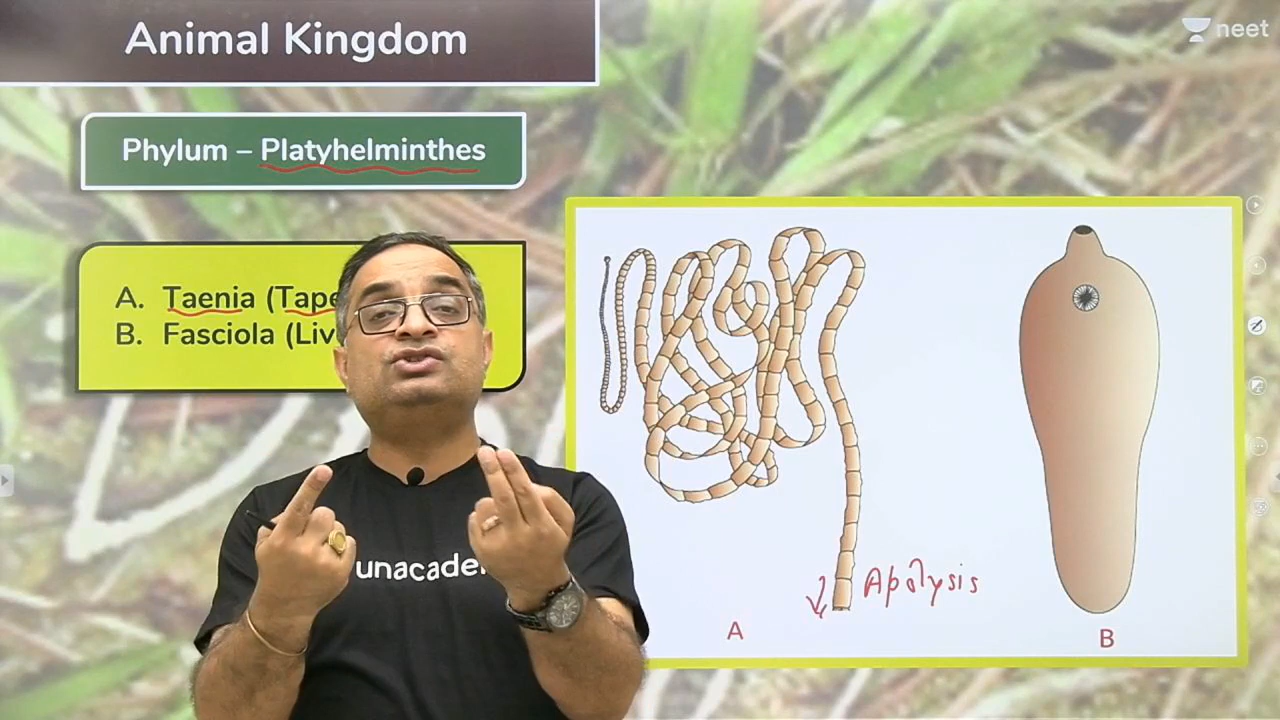 Animal Kingdom
neet
Phylum – Platyhelminthes
A. Taenia (Tape
B. Fasciola (Liv
unacade
Apolysis
A
B